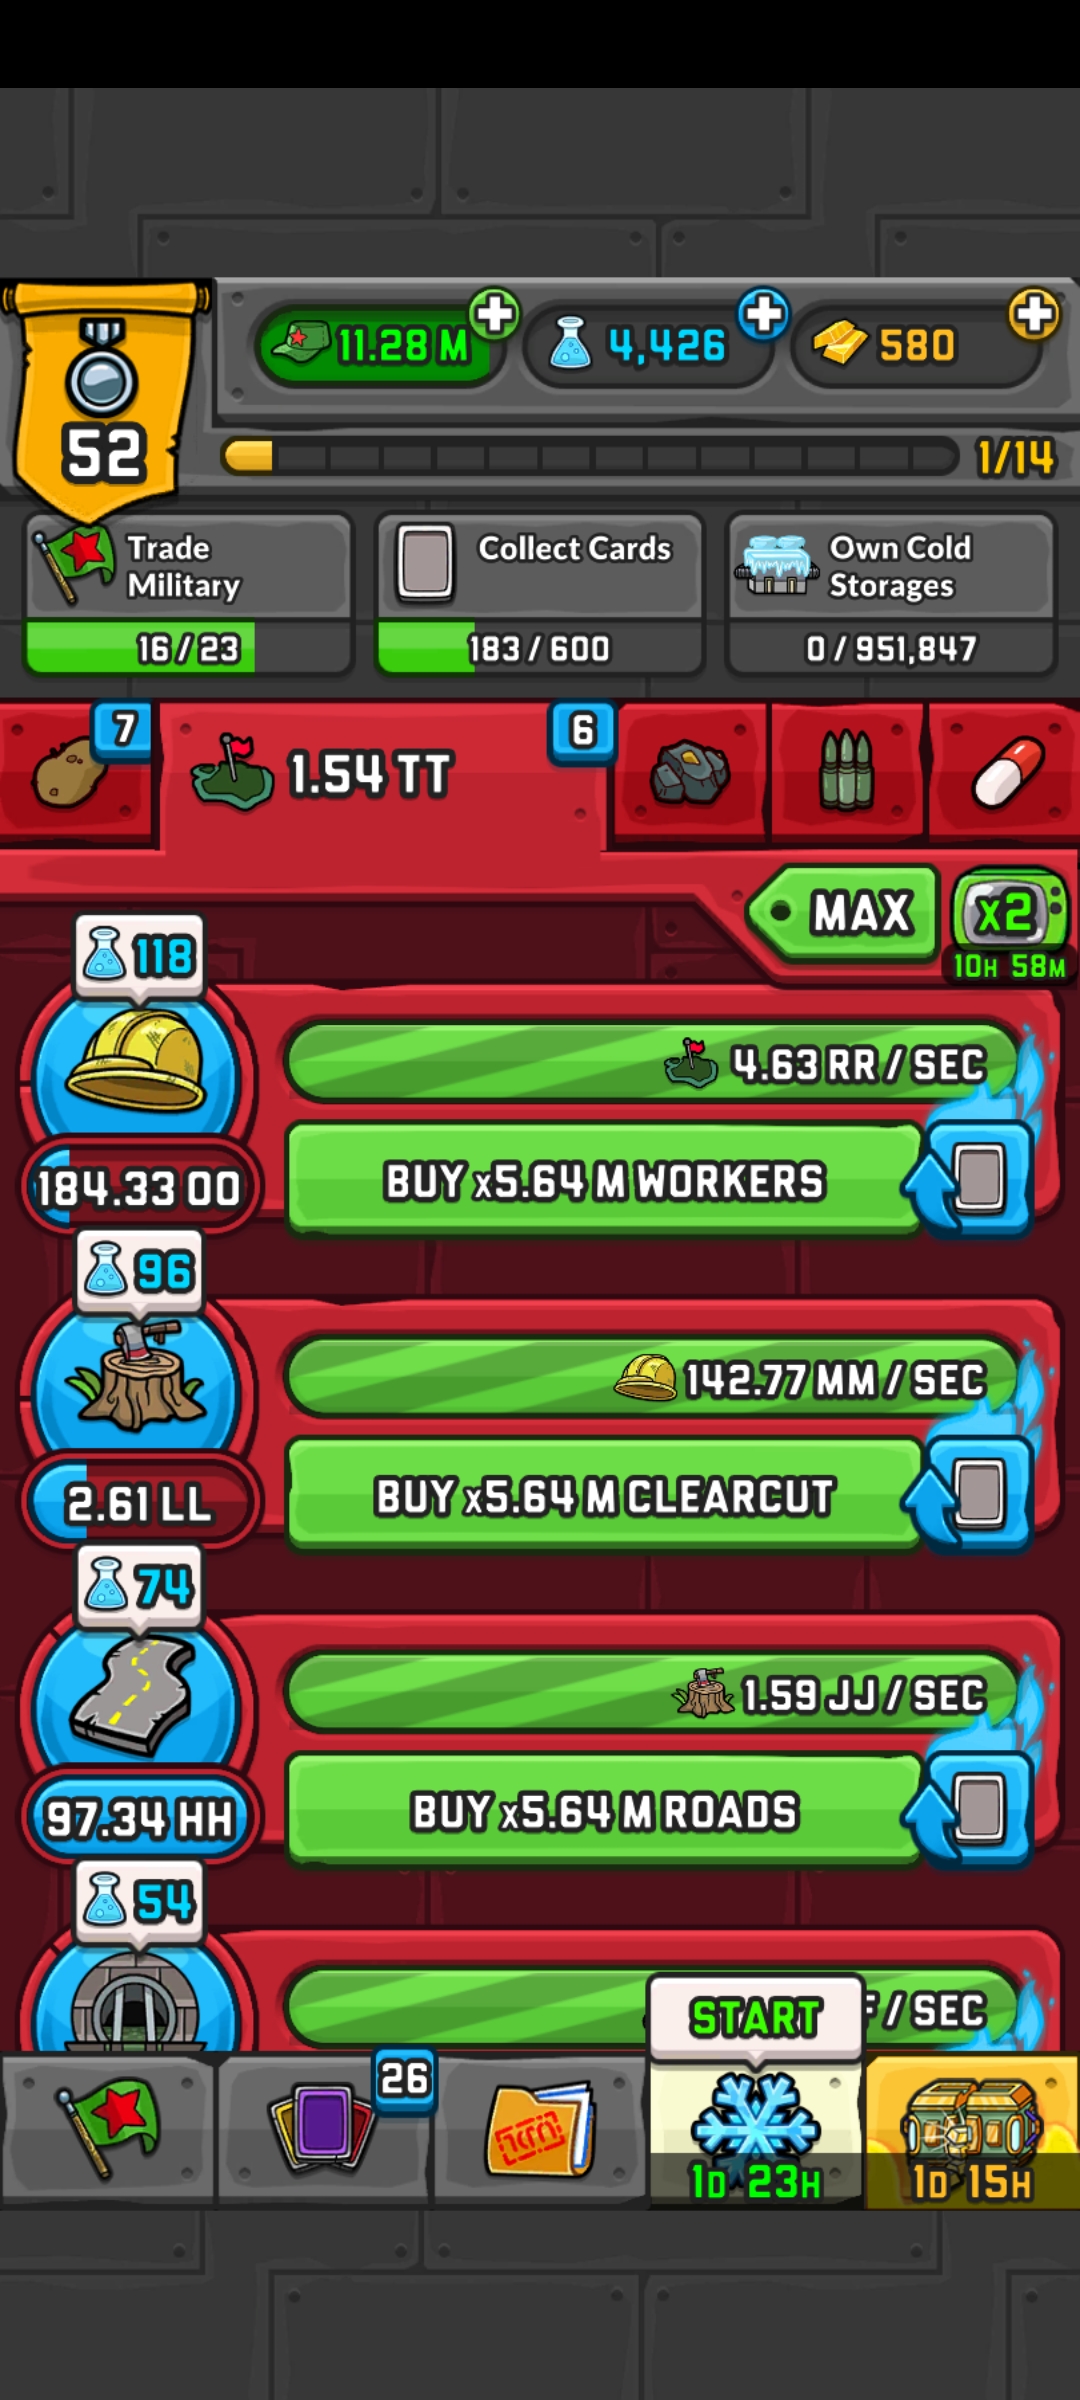 11.28 M
4,426
580
52
1/14
Trade
Military
16/23
Collect Cards
183/600
Own Cold
Storages
0/951,847
7
1.54 TT
6
MAX
x2
10H 58M
118
4.63 RR/SEC
184.33 OO
BUY x5.64 M WORKERS
96
142.77 MM/SEC
2.61 LL
BUY x5.64 M CLEARCUT
74
1.59 JJ/SEC
97.34 HH
BUY x5.64 M ROADS
54
/SEC
START
26
1D 23H
1D 15H